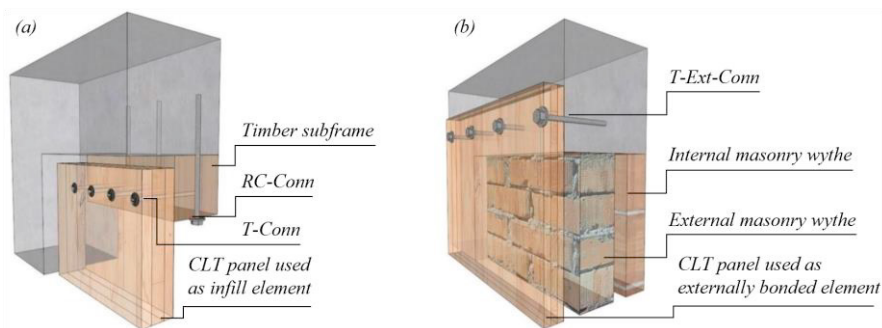 (a)
Timber subframe
RC-Conn
T-Conn
CLT panel used
as infill element
(b)
T-Ext-Conn
Internal masonry wythe
External masonry wythe
CLT panel used as
externally bonded element